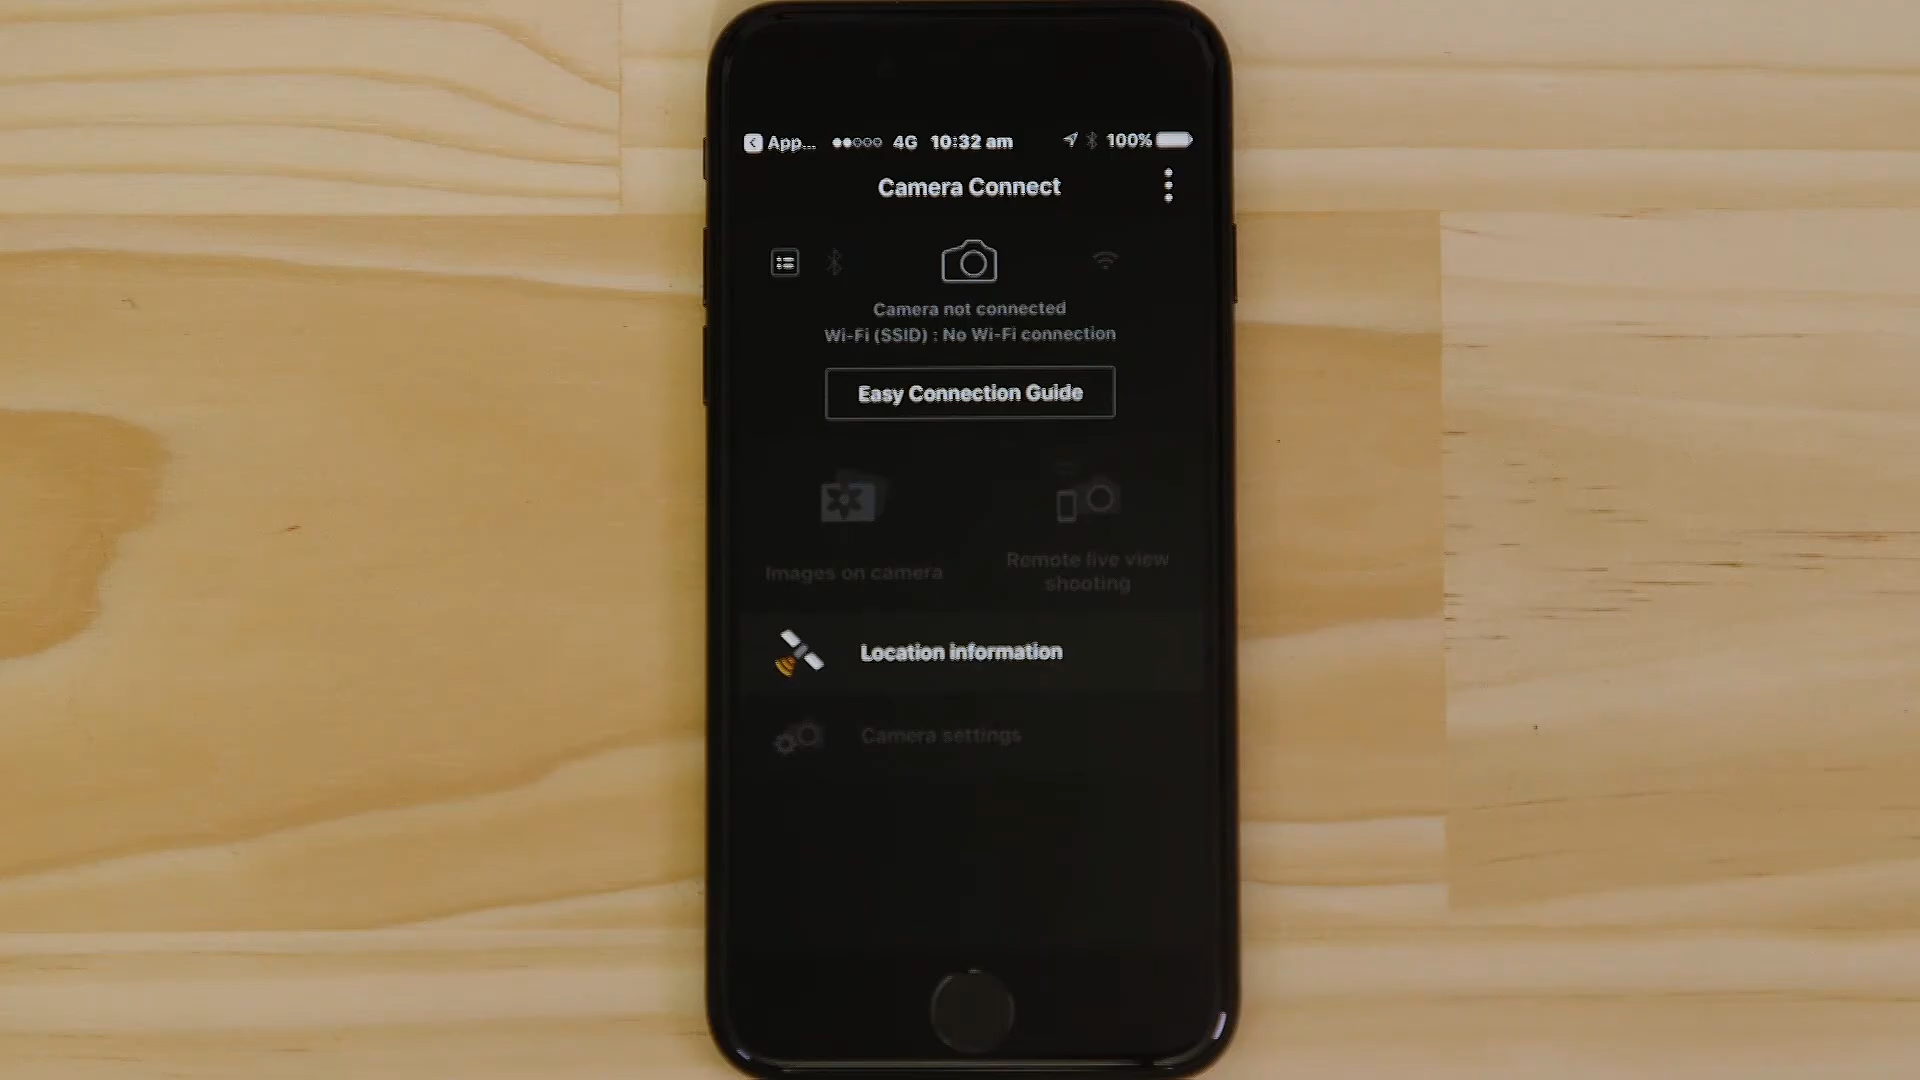 App... 4G 10:32 am 100%
Camera Connect
Camera not connected
Wi-Fi (SSID) : No Wi-Fi connection
Easy Connection Guide
Images on camera
Remote live view
shooting
Location information
Camera settings